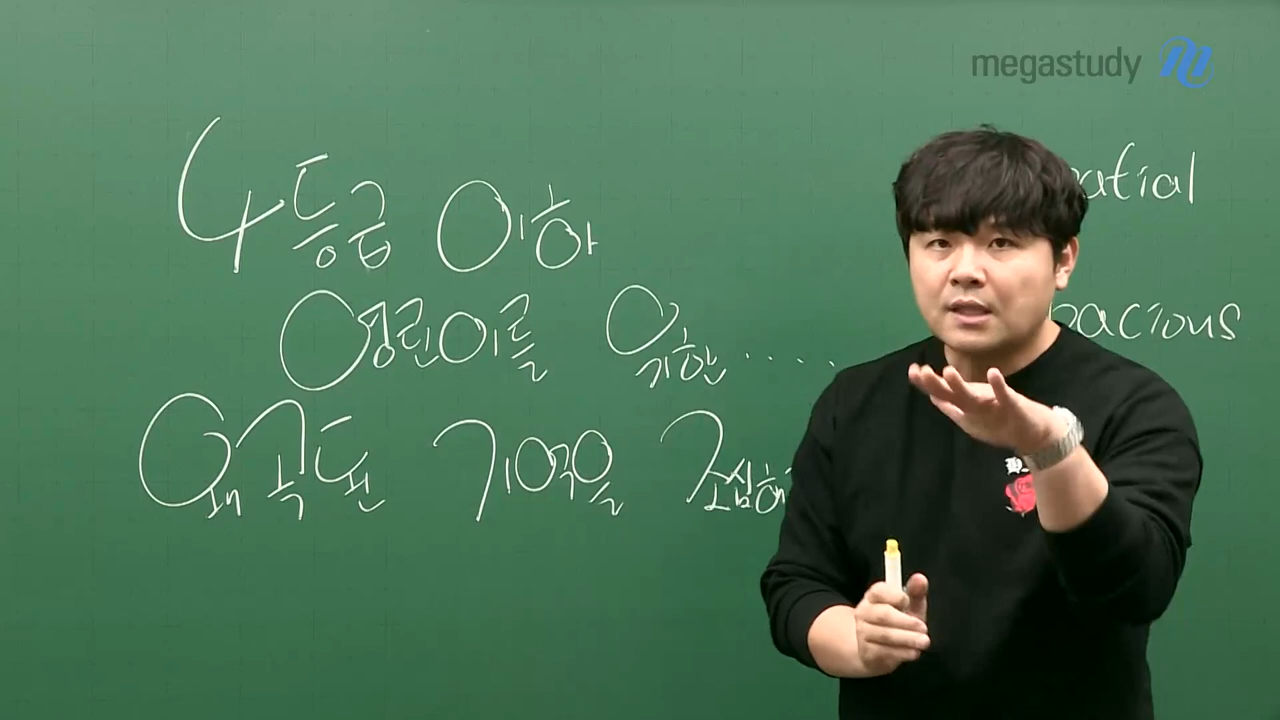 megastudy
4등급 이하
영린이를 위한 .....
왜곡된 기억을 조심해
atial
pacious